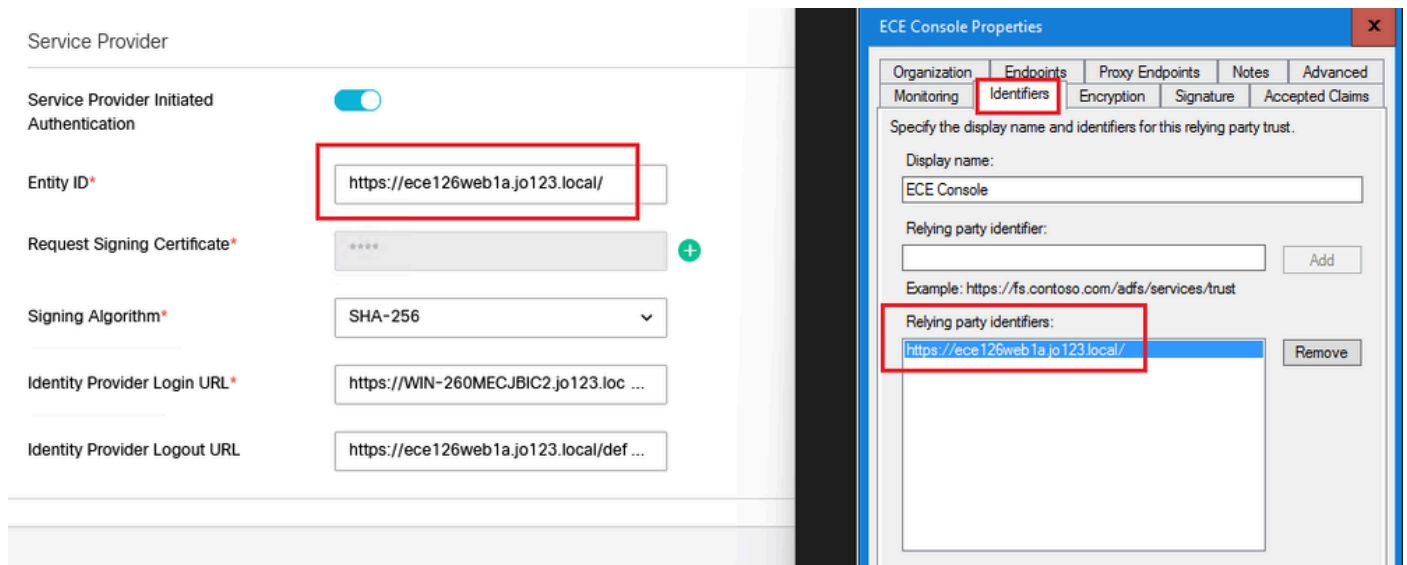 Service Provider
Service Provider Initiated
Authentication
Entity ID*
https://ece126web1a.jo123.local/
Request Signing Certificate*
****
Signing Algorithm*
SHA-256
Identity Provider Login URL*
https://WIN-260MECJBIC2.jo123.loc ...
Identity Provider Logout URL
https://ece126web1a.jo123.local/def ...
ECE Console Properties
x
Organization Endpoints Proxy Endpoints Notes Advanced
Monitoring Identifiers Encryption Signature Accepted Claims
Specify the display name and identifiers for this relying party trust.
Display name:
ECE Console
Relying party identifier:
Add
Example: https://fs.contoso.com/adfs/services/trust
Relying party identifiers:
https://ece126web1a.jo123.local/
Remove